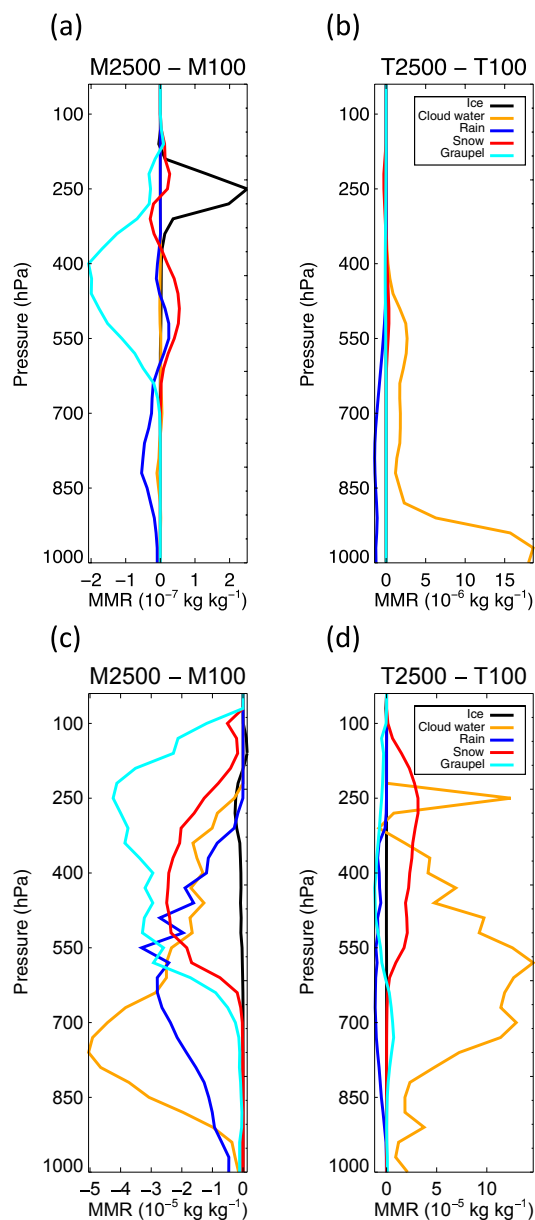 (a)
M2500 − M100
100
250
400
550
700
850
1000
Pressure (hPa)
−2 −1 0 1 2
MMR (10⁻⁷ kg kg⁻¹)
(b)
T2500 − T100
Ice
Cloud water
Rain
Snow
Graupel
100
250
400
550
700
850
1000
Pressure (hPa)
0 5 10 15
MMR (10⁻⁶ kg kg⁻¹)
(c)
M2500 − M100
100
250
400
550
700
850
1000
Pressure (hPa)
−5 −4 −3 −2 −1 0
MMR (10⁻⁵ kg kg⁻¹)
(d)
T2500 − T100
Ice
Cloud water
Rain
Snow
Graupel
100
250
400
550
700
850
1000
Pressure (hPa)
0 5 10
MMR (10⁻⁵ kg kg⁻¹)